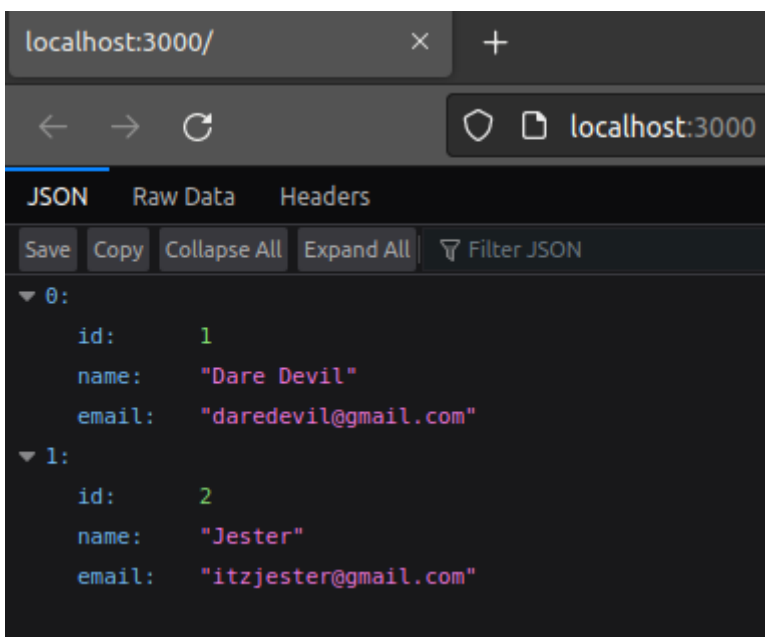 localhost:3000/
localhost:3000
JSON Raw Data Headers
Save Copy Collapse All Expand All Filter JSON
0:
id: 1
name: "Dare Devil"
email: "daredevil@gmail.com"
1:
id: 2
name: "Jester"
email: "itzjester@gmail.com"